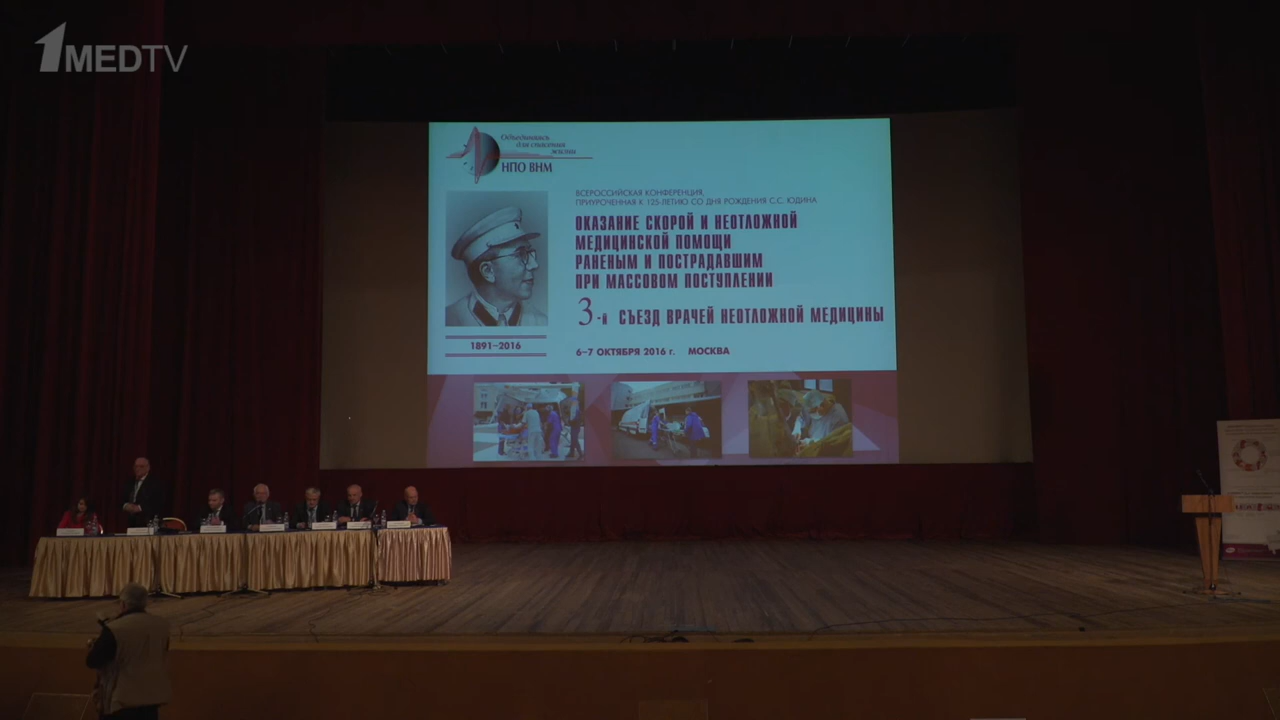 1MEDTV
Объединяясь
для спасения
жизни
НПО ВНМ
ВСЕРОССИЙСКАЯ КОНФЕРЕНЦИЯ,
ПРИУРОЧЕННАЯ К 125-ЛЕТИЮ СО ДНЯ РОЖДЕНИЯ С.С. ЮДИНА
ОКАЗАНИЕ СКОРОЙ И НЕОТЛОЖНОЙ
МЕДИЦИНСКОЙ ПОМОЩИ
РАНЕНЫМ И ПОСТРАДАВШИМ
ПРИ МАССОВОМ ПОСТУПЛЕНИИ
3-й СЪЕЗД ВРАЧЕЙ НЕОТЛОЖНОЙ МЕДИЦИНЫ
1891–2016
6–7 ОКТЯБРЯ 2016 г. МОСКВА